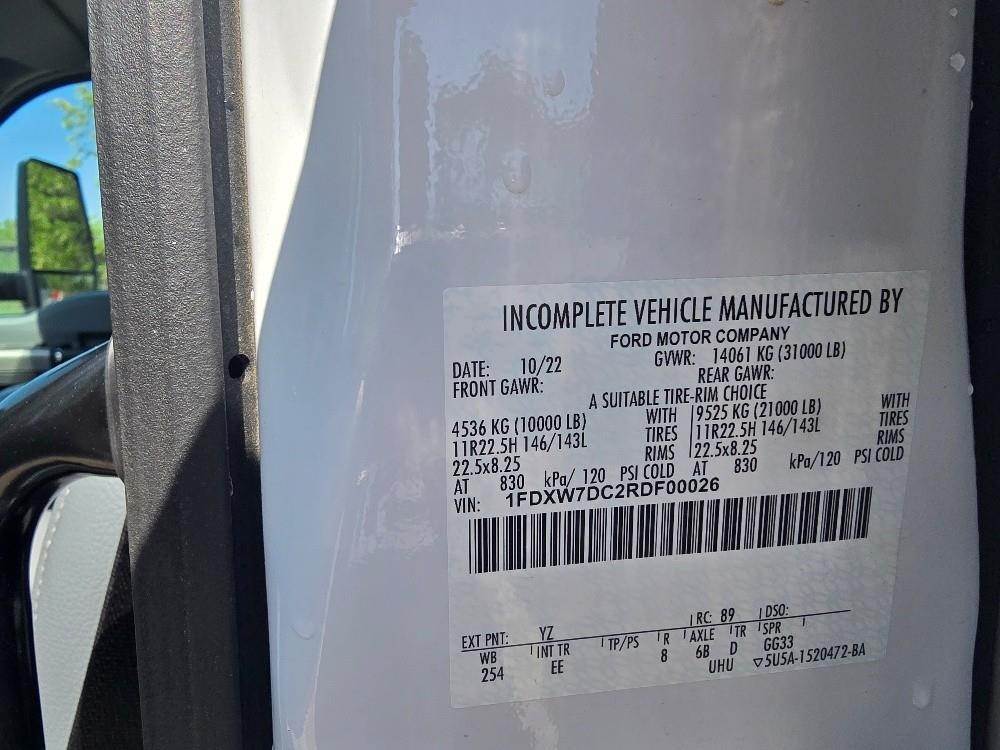 INCOMPLETE VEHICLE MANUFACTURED BY
FORD MOTOR COMPANY
DATE: 10/22 GVWR: 14061 KG (31000 LB)
FRONT GAWR: REAR GAWR:
A SUITABLE TIRE-RIM CHOICE
4536 KG (10000 LB) WITH 9525 KG (21000 LB) WITH
11R22.5H 146/143L TIRES 11R22.5H 146/143L TIRES
22.5x8.25 RIMS 22.5x8.25 RIMS
AT 830 kPa/ 120 PSI COLD AT 830 kPa/120 PSI COLD
VIN: 1FDXW7DC2RDF00026
EXT PNT: YZ RC: 89 DSO:
WB INT TR TP/PS R AXLE TR SPR
254 EE 8 6B D GG33
UHU ▽5U5A-1520472-BA